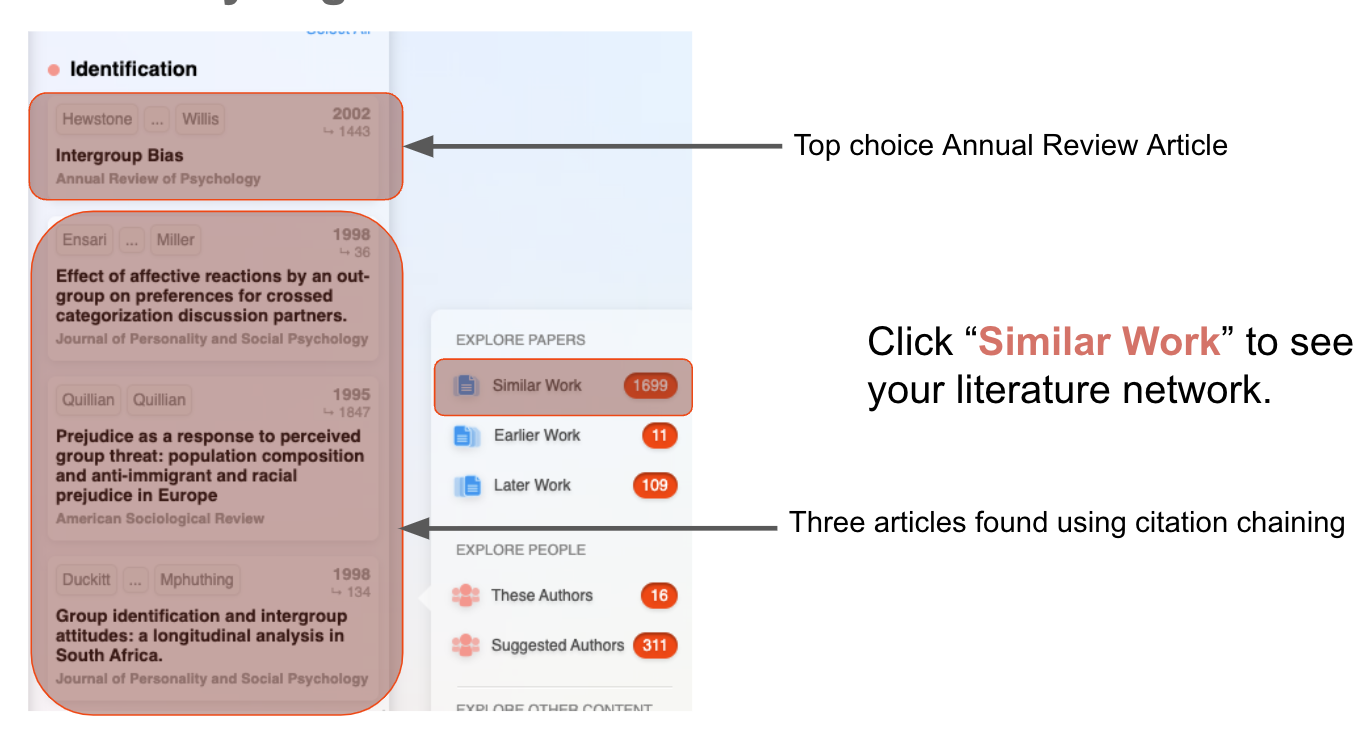 Identification
Hewstone ... Willis 2002
↪ 1443
Intergroup Bias
Annual Review of Psychology
Ensari ... Miller 1998
↪ 36
Effect of affective reactions by an out-
group on preferences for crossed
categorization discussion partners.
Journal of Personality and Social Psychology
Quillian Quillian 1995
↪ 1847
Prejudice as a response to perceived
group threat: population composition
and anti-immigrant and racial
prejudice in Europe
American Sociological Review
Duckitt ... Mphuthing 1998
↪ 134
Group identification and intergroup
attitudes: a longitudinal analysis in
South Africa.
Journal of Personality and Social Psychology
EXPLORE PAPERS
Similar Work 1699
Earlier Work 11
Later Work 109
EXPLORE PEOPLE
These Authors 16
Suggested Authors 311
EXPLORE OTHER CONTENT
Top choice Annual Review Article
Click “Similar Work” to see
your literature network.
Three articles found using citation chaining